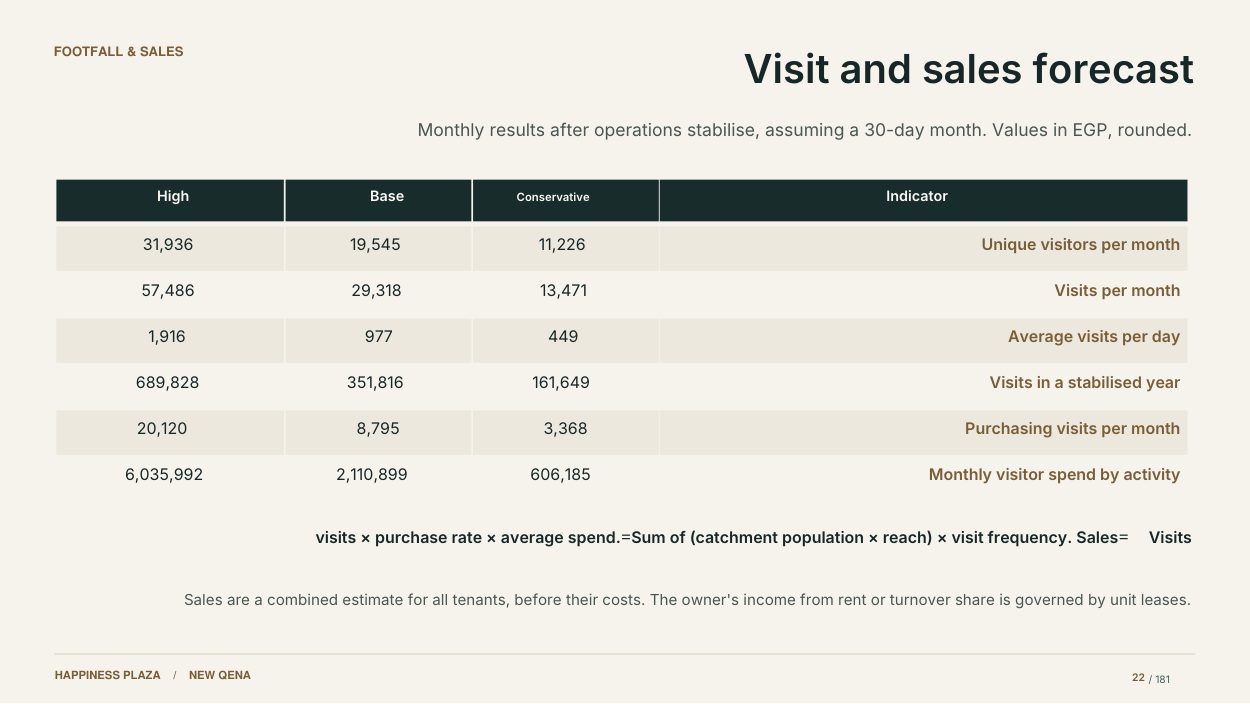 FOOTFALL & SALES
Visit and sales forecast
Monthly results after operations stabilise, assuming a 30-day month. Values in EGP, rounded.
High Base Conservative Indicator
31,936 19,545 11,226 Unique visitors per month
57,486 29,318 13,471 Visits per month
1,916 977 449 Average visits per day
689,828 351,816 161,649 Visits in a stabilised year
20,120 8,795 3,368 Purchasing visits per month
6,035,992 2,110,899 606,185 Monthly visitor spend by activity
visits × purchase rate × average spend.=Sum of (catchment population × reach) × visit frequency. Sales= Visits
Sales are a combined estimate for all tenants, before their costs. The owner's income from rent or turnover share is governed by unit leases.
HAPPINESS PLAZA / NEW QENA
22 / 181